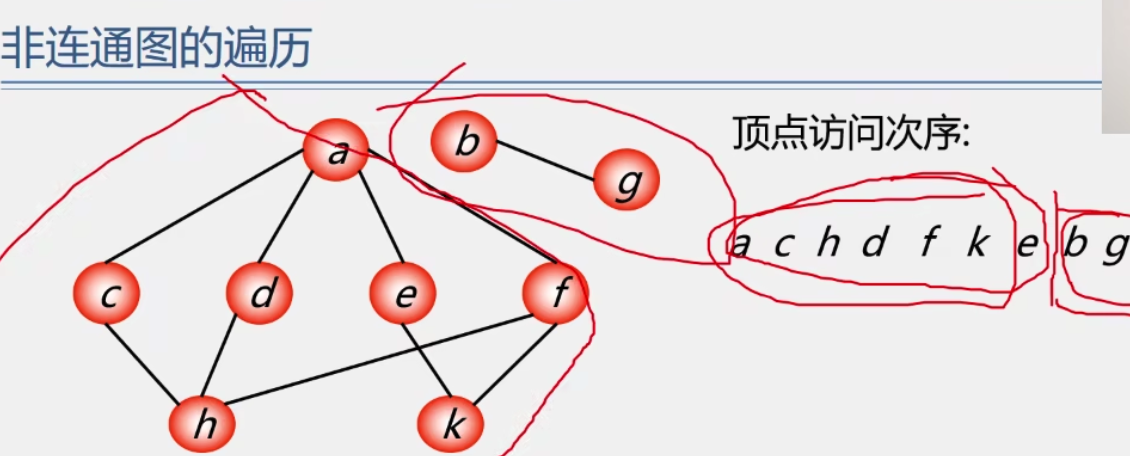 非连通图的遍历
顶点访问次序:
a b g
a c h d f k e b g
c d e f
h k